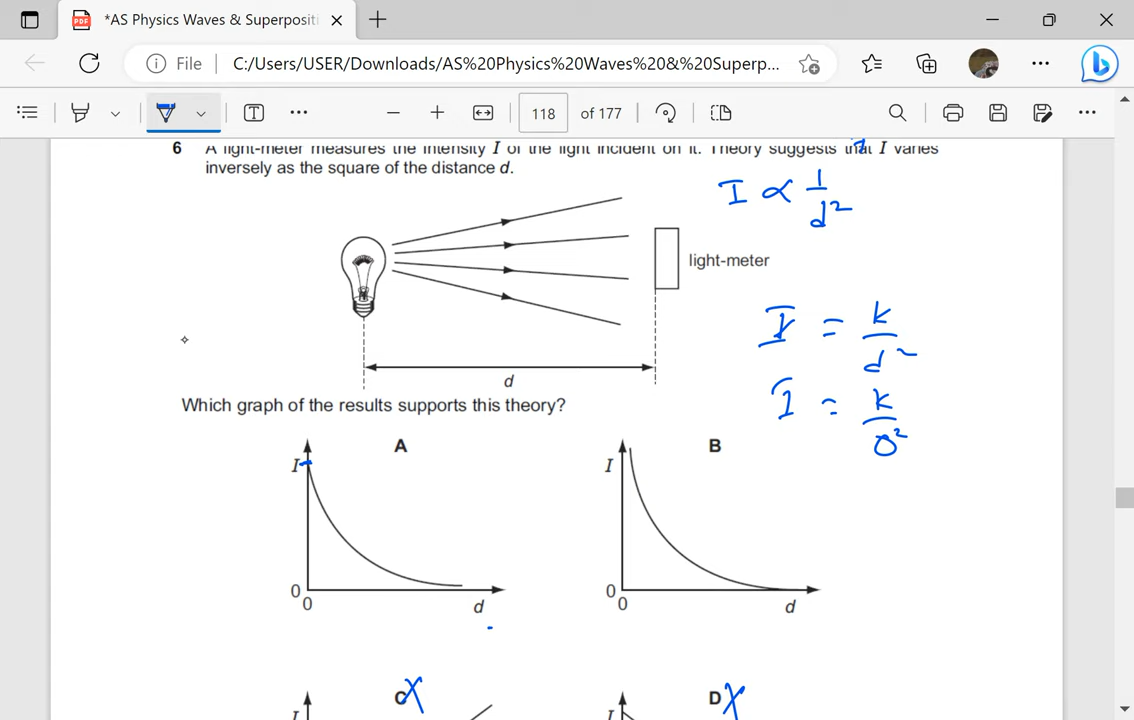 *AS Physics Waves & Superpositi
File C:/Users/USER/Downloads/AS%20Physics%20Waves%20&%20Superp...
118 of 177
6 A light-meter measures the intensity I of the light incident on it. Theory suggests that I varies
inversely as the square of the distance d.
I ∝ 1/d²
light-meter
I = k/d²
d
Which graph of the results supports this theory?
I = k/0²
A B
I I
0 0
0 d 0 d
C X D X
I I